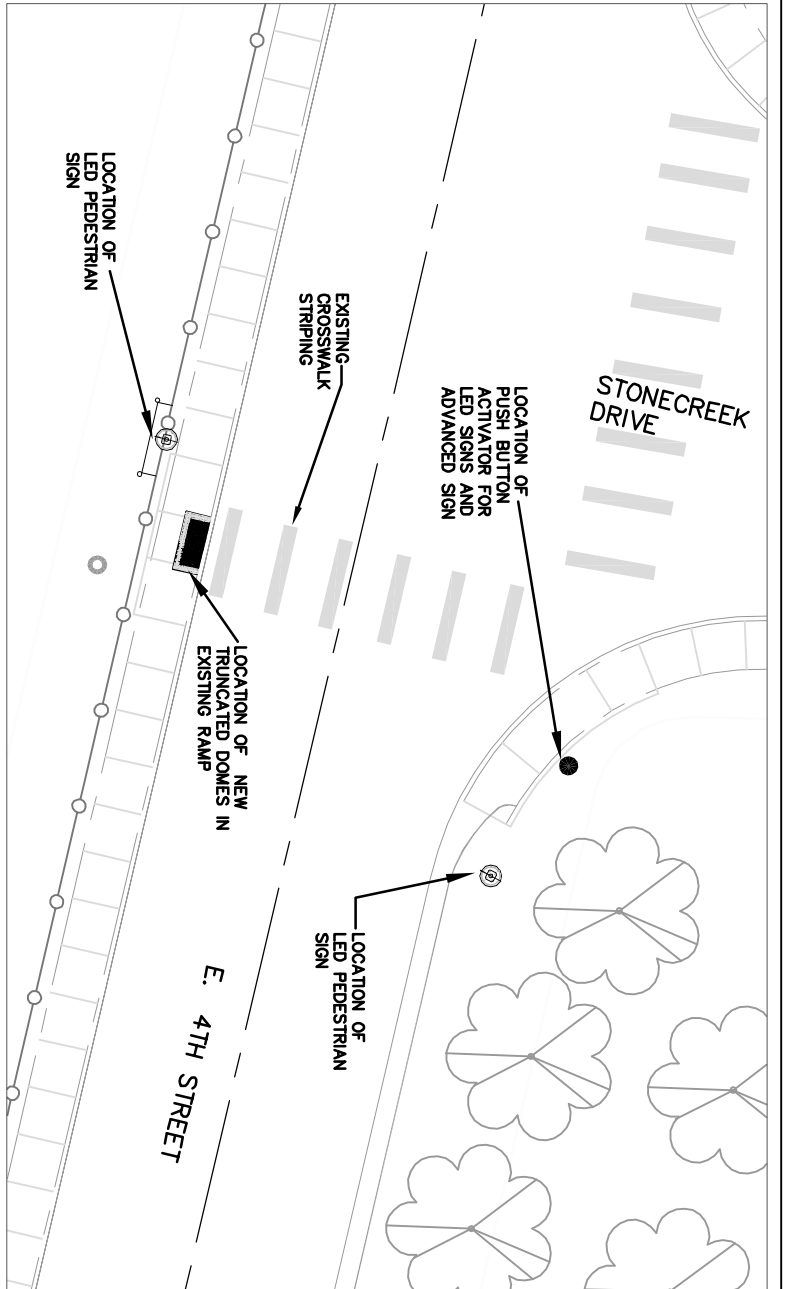 STONECREEK
DRIVE
LOCATION OF
PUSH BUTTON
ACTIVATOR FOR
LED SIGNS AND
ADVANCED SIGN
EXISTING
CROSSWALK
STRIPING
LOCATION OF
LED PEDESTRIAN
SIGN
LOCATION OF NEW
TRUNCATED DOMES IN
EXISTING RAMP
LOCATION OF
LED PEDESTRIAN
SIGN
E. 4TH STREET